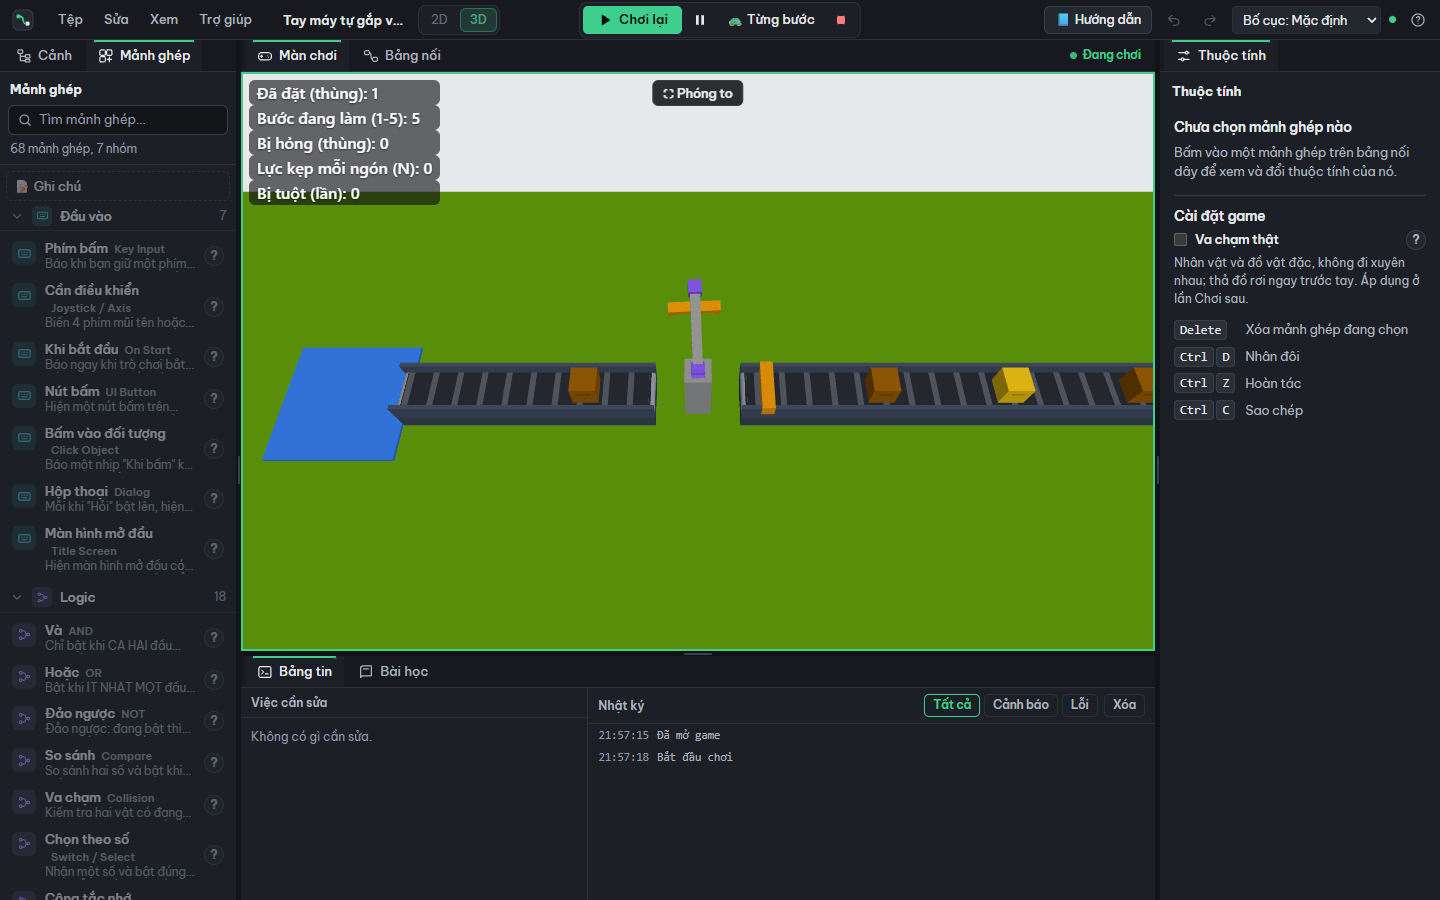 Tệp Sửa Xem Trợ giúp Tay máy tự gắp v... 2D 3D Chơi lại Từng bước Hướng dẫn Bố cục: Mặc định
Cảnh Mảnh ghép Màn chơi Bảng nối Đang chơi Thuộc tính
Mảnh ghép
Tìm mảnh ghép...
68 mảnh ghép, 7 nhóm
Ghi chú
Đầu vào 7
Phím bấm Key Input ?
Báo khi bạn giữ một phím...
Cần điều khiển
Joystick / Axis ?
Biến 4 phím mũi tên hoặc...
Khi bắt đầu On Start ?
Báo ngay khi trò chơi bắt...
Nút bấm UI Button ?
Hiện một nút bấm trên...
Bấm vào đối tượng
Click Object ?
Báo một nhịp "Khi bấm" k...
Hộp thoại Dialog ?
Mỗi khi "Hỏi" bật lên, hiện...
Màn hình mở đầu
Title Screen ?
Hiện màn hình mở đầu có...
Logic 18
Và AND ?
Chỉ bật khi CẢ HAI đầu...
Hoặc OR ?
Bật khi ÍT NHẤT MỘT đầu...
Đảo ngược NOT ?
Đảo ngược: đang bật thì...
So sánh Compare ?
So sánh hai số và bật khi...
Va chạm Collision ?
Kiểm tra hai vật có đang...
Chọn theo số
Switch / Select ?
Nhận một số và bật đúng...
Công tắc nhớ
Đã đặt (thùng): 1
Bước đang làm (1-5): 5
Bị hỏng (thùng): 0
Lực kẹp mỗi ngón (N): 0
Bị tuột (lần): 0
Phóng to
Bảng tin Bài học
Việc cần sửa
Không có gì cần sửa.
Nhật ký Tất cả Cảnh báo Lỗi Xóa
21:57:15 Đã mở game
21:57:18 Bắt đầu chơi
Thuộc tính
Chưa chọn mảnh ghép nào
Bấm vào một mảnh ghép trên bảng nối
dây để xem và đổi thuộc tính của nó.
Cài đặt game
Va chạm thật ?
Nhân vật và đồ vật đặc, không đi xuyên
nhau; thả đồ rơi ngay trước tay. Áp dụng ở
lần Chơi sau.
Delete Xóa mảnh ghép đang chọn
Ctrl D Nhân đôi
Ctrl Z Hoàn tác
Ctrl C Sao chép